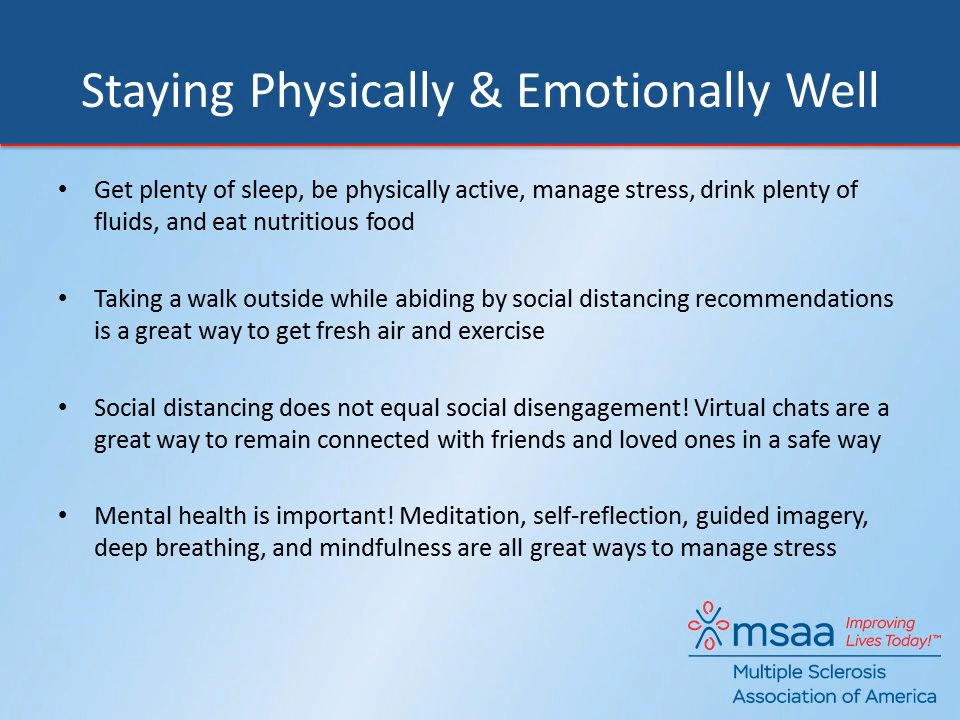 Staying Physically & Emotionally Well
• Get plenty of sleep, be physically active, manage stress, drink plenty of
fluids, and eat nutritious food
• Taking a walk outside while abiding by social distancing recommendations
is a great way to get fresh air and exercise
• Social distancing does not equal social disengagement! Virtual chats are a
great way to remain connected with friends and loved ones in a safe way
• Mental health is important! Meditation, self-reflection, guided imagery,
deep breathing, and mindfulness are all great ways to manage stress
msaa
Improving
Lives Today!™
Multiple Sclerosis
Association of America